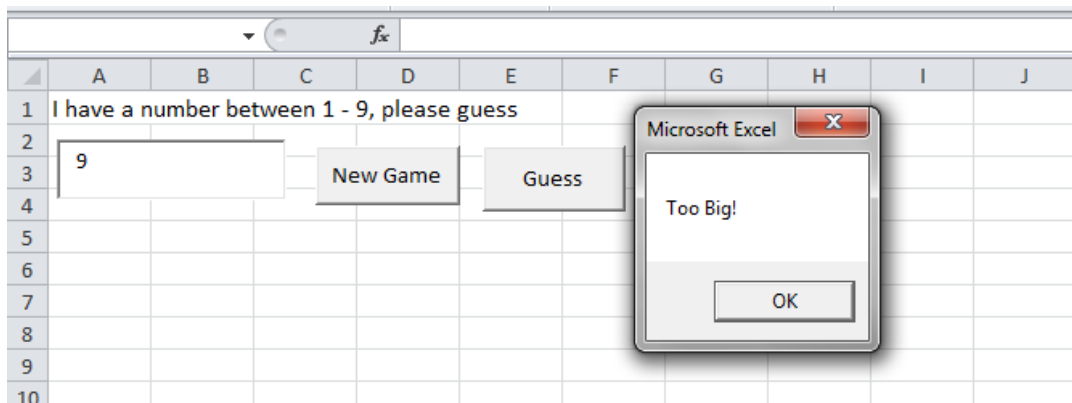 fx
A B C D E F G H I J
1 I have a number between 1 - 9, please guess
2
3
4
5
6
7
8
9
10
9
New Game
Guess
Microsoft Excel
x
Too Big!
OK